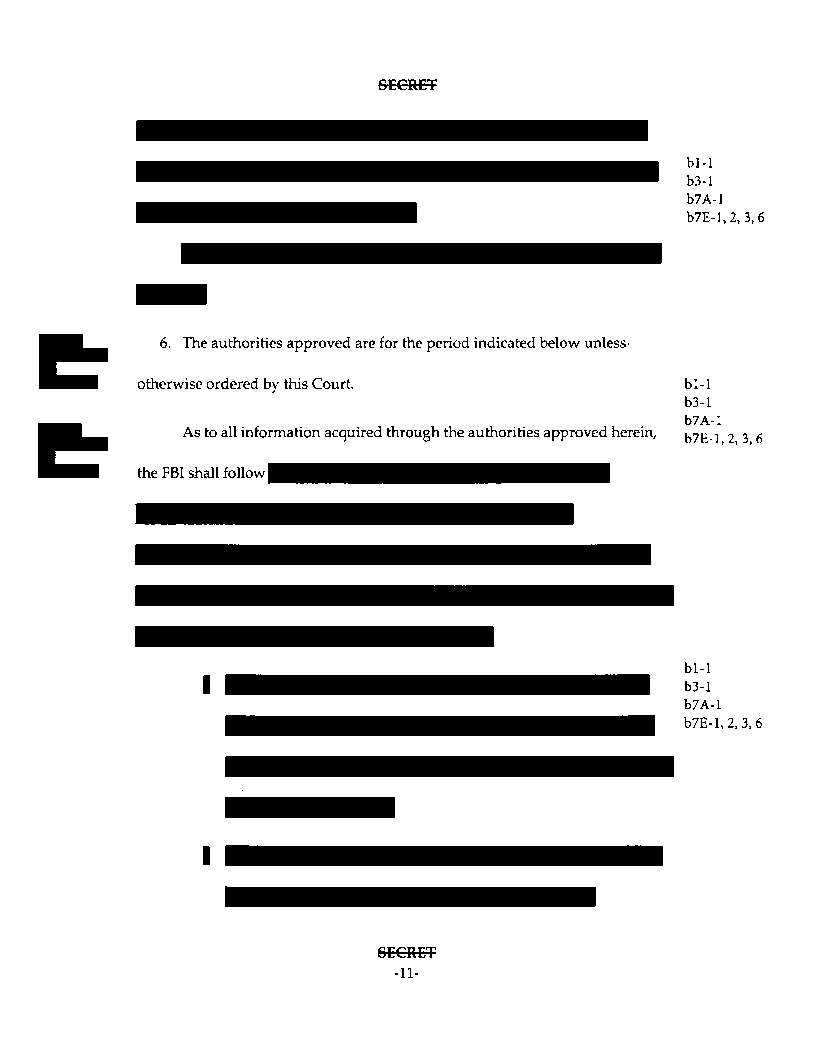 SECRET
b1-1
b3-1
b7A-1
b7E-1, 2, 3, 6
6. The authorities approved are for the period indicated below unless
otherwise ordered by this Court.
b1-1
b3-1
b7A-1
b7E-1, 2, 3, 6
As to all information acquired through the authorities approved herein,
the FBI shall follow
b1-1
b3-1
b7A-1
b7E-1, 2, 3, 6
SECRET
-11-